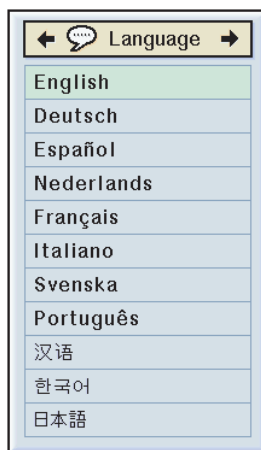 Language
English
Deutsch
Español
Nederlands
Français
Italiano
Svenska
Português
汉语
한국어
日本語